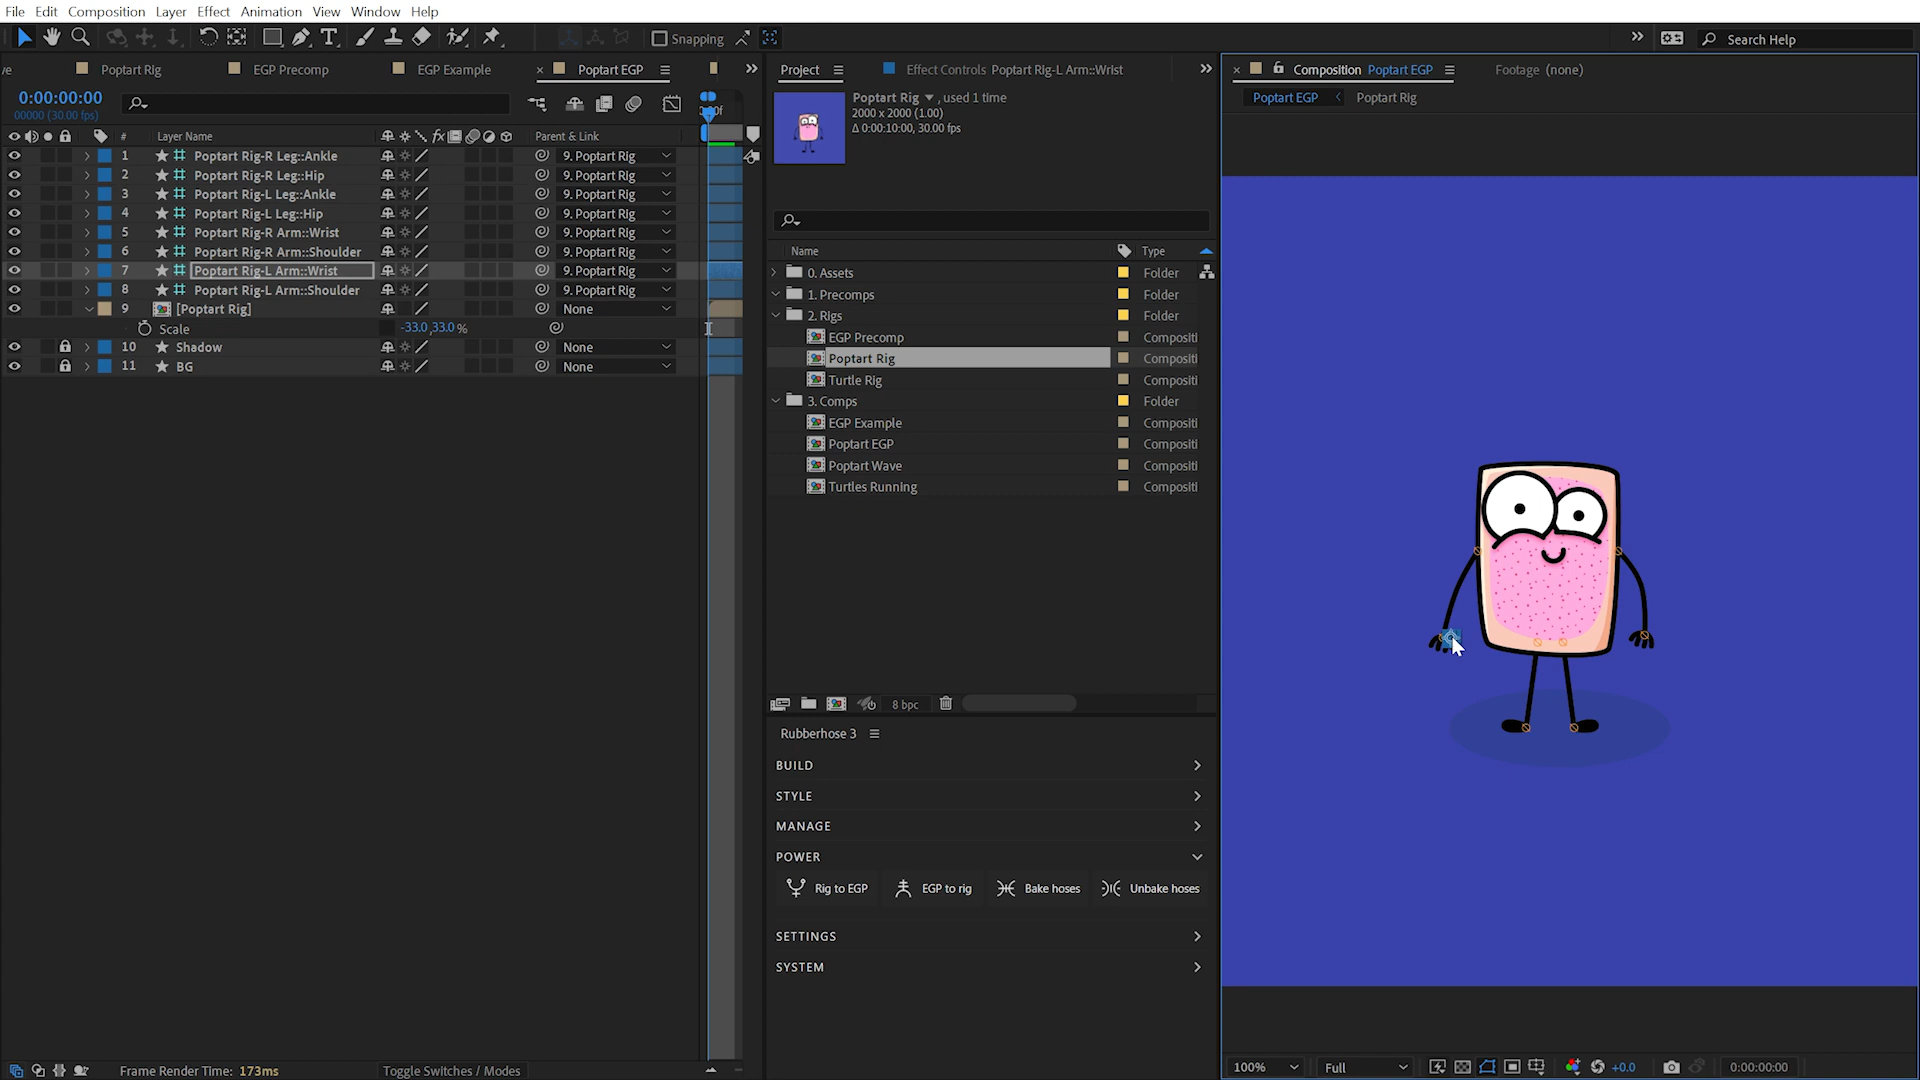 File Edit Composition Layer Effect Animation View Window Help
Snapping
Search Help
Poptart RIg EGP Precomp EGP Example × Poptart EGP
0:00:00:00
00000 (30.00 fps)
# Layer Name Parent & Link
1 Poptart Rig-R Leg::Ankle 9. Poptart Rig
2 Poptart Rig-R Leg::Hip 9. Poptart Rig
3 Poptart Rig-L Leg::Ankle 9. Poptart Rig
4 Poptart Rig-L Leg::Hip 9. Poptart Rig
5 Poptart Rig-R Arm::Wrist 9. Poptart Rig
6 Poptart Rig-R Arm::Shoulder 9. Poptart Rig
7 Poptart Rig-L Arm::Wrist 9. Poptart Rig
8 Poptart Rig-L Arm::Shoulder 9. Poptart Rig
9 [Poptart Rig] None
Scale -33.0,33.0 %
10 Shadow None
11 BG None
Frame Render Time: 173ms Toggle Switches / Modes
Project Effect Controls Poptart Rig-L Arm::Wrist
Poptart Rig , used 1 time
2000 x 2000 (1.00)
Δ 0:00:10:00, 30.00 fps
Name Type
0. Assets Folder
1. Precomps Folder
2. Rigs Folder
EGP Precomp Compositi
Poptart Rig Compositi
Turtle Rig Compositi
3. Comps Folder
EGP Example Compositi
Poptart EGP Compositi
Poptart Wave Compositi
Turtles Running Compositi
8 bpc
Rubberhose 3
BUILD
STYLE
MANAGE
POWER
Rig to EGP EGP to rig Bake hoses Unbake hoses
SETTINGS
SYSTEM
× Composition Poptart EGP Footage (none)
Poptart EGP Poptart Rig
100% Full +0.0 0:00:00:00